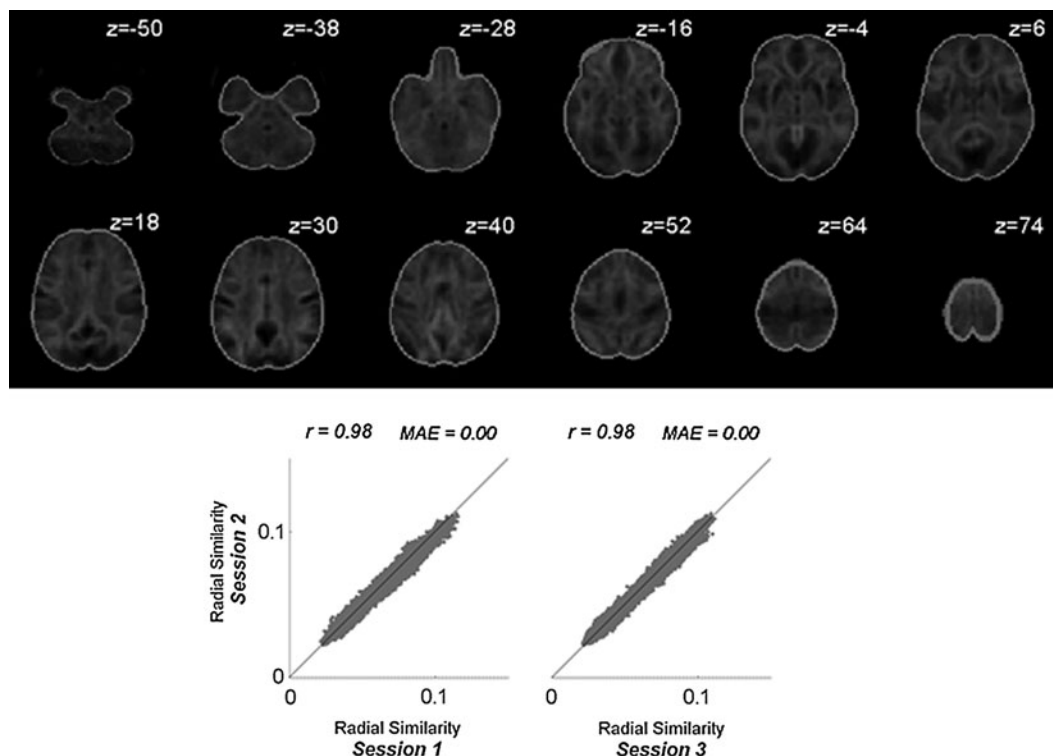 z=-50 z=-38 z=-28 z=-16 z=-4 z=6
z=18 z=30 z=40 z=52 z=64 z=74
r = 0.98 MAE = 0.00 r = 0.98 MAE = 0.00
Radial Similarity
Session 2
0.1
0
0 0.1 0 0.1
Radial Similarity Radial Similarity
Session 1 Session 3